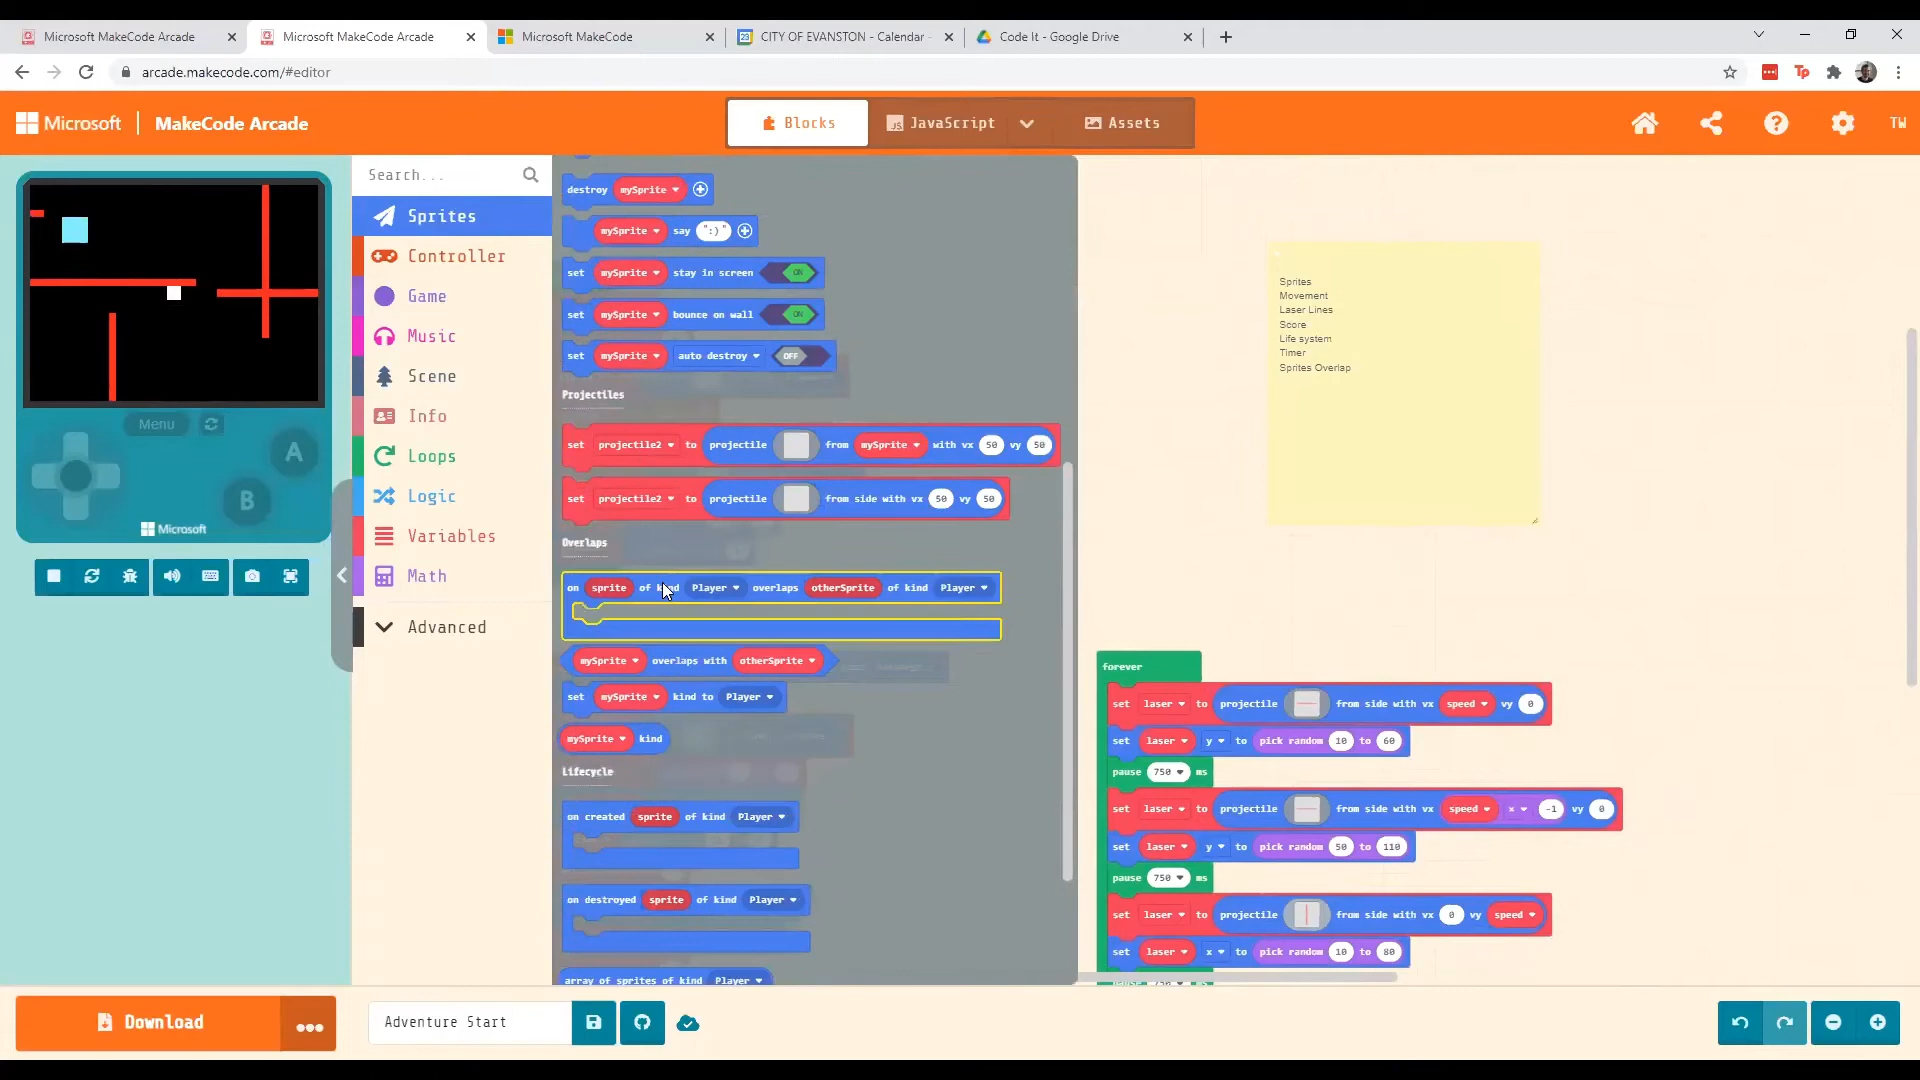 Microsoft MakeCode Arcade
Microsoft MakeCode Arcade
Microsoft MakeCode
23 CITY OF EVANSTON - Calendar -
Code It - Google Drive
arcade.makecode.com/#editor
Tp
Microsoft MakeCode Arcade
Blocks
JS JavaScript
Assets
TW
Search...
Sprites
Controller
Game
Music
Scene
Info
Loops
Logic
Variables
Math
Advanced
Menu
A
B
Microsoft
destroy mySprite
mySprite say ":)"
set mySprite stay in screen ON
set mySprite bounce on wall ON
set mySprite auto destroy OFF
Projectiles
set projectile2 to projectile from mySprite with vx 50 vy 50
set projectile2 to projectile from side with vx 50 vy 50
Overlaps
on sprite of kind Player overlaps otherSprite of kind Player
mySprite overlaps with otherSprite
set mySprite kind to Player
mySprite kind
Lifecycle
on created sprite of kind Player
on destroyed sprite of kind Player
array of sprites of kind Player
Sprites
Movement
Laser Lines
Score
Life system
Timer
Sprites Overlap
forever
set laser to projectile from side with vx speed vy 0
set laser y to pick random 10 to 60
pause 750 ms
set laser to projectile from side with vx speed x -1 vy 0
set laser y to pick random 50 to 110
pause 750 ms
set laser to projectile from side with vx 0 vy speed
set laser x to pick random 10 to 80
pause 750 ms
Download
Adventure Start